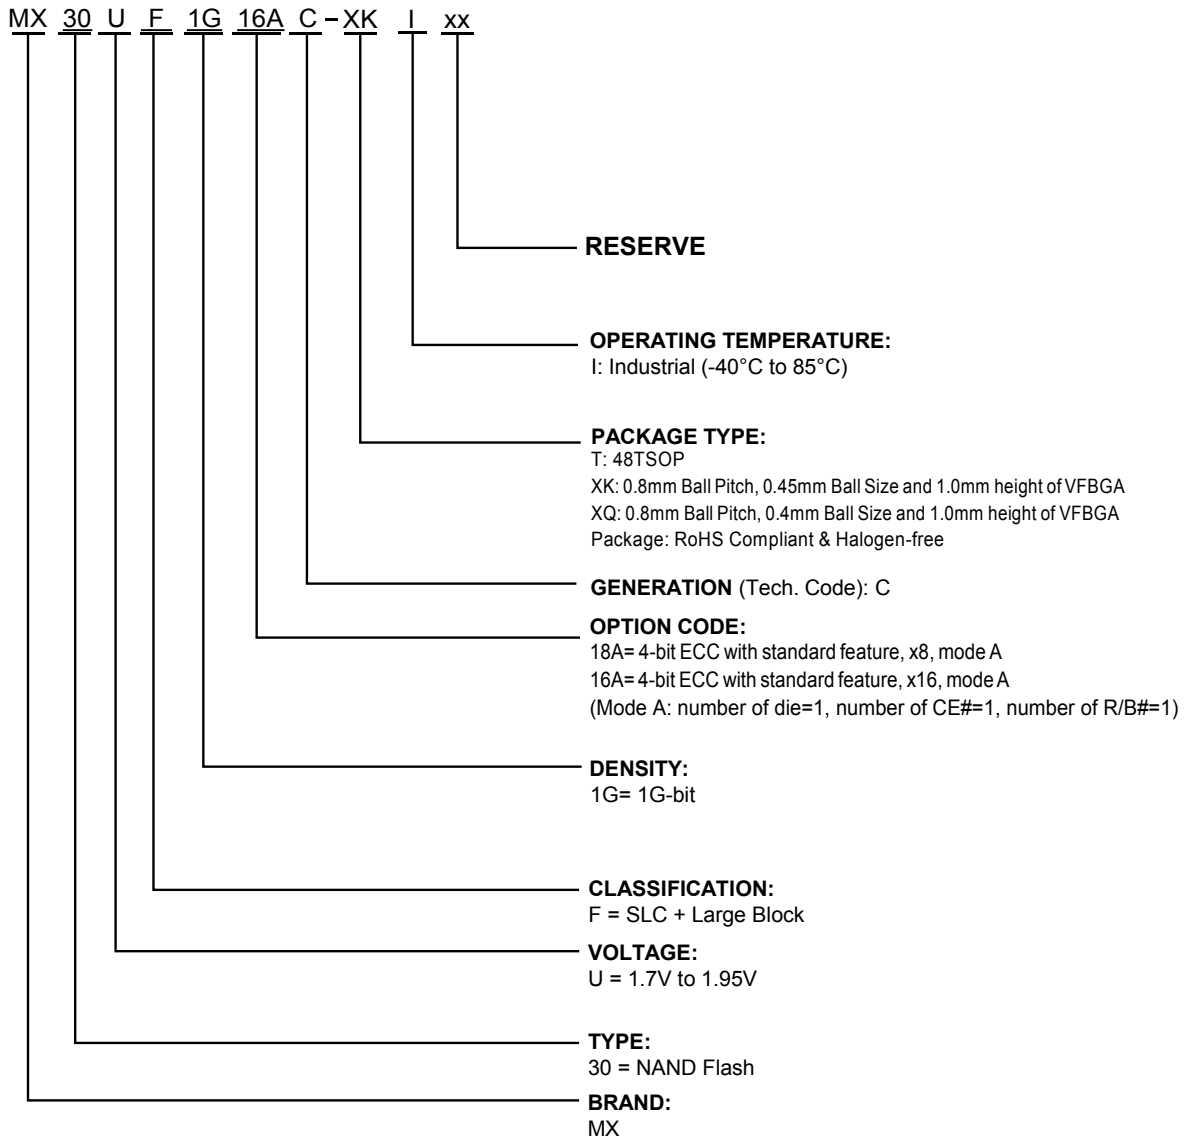 MX 30 U F 1G 16A C - XK I xx
RESERVE
OPERATING TEMPERATURE:
I: Industrial (-40°C to 85°C)
PACKAGE TYPE:
T: 48TSOP
XK: 0.8mm Ball Pitch, 0.45mm Ball Size and 1.0mm height of VFBGA
XQ: 0.8mm Ball Pitch, 0.4mm Ball Size and 1.0mm height of VFBGA
Package: RoHS Compliant & Halogen-free
GENERATION (Tech. Code): C
OPTION CODE:
18A= 4-bit ECC with standard feature, x8, mode A
16A= 4-bit ECC with standard feature, x16, mode A
(Mode A: number of die=1, number of CE#=1, number of R/B#=1)
DENSITY:
1G= 1G-bit
CLASSIFICATION:
F = SLC + Large Block
VOLTAGE:
U = 1.7V to 1.95V
TYPE:
30 = NAND Flash
BRAND:
MX